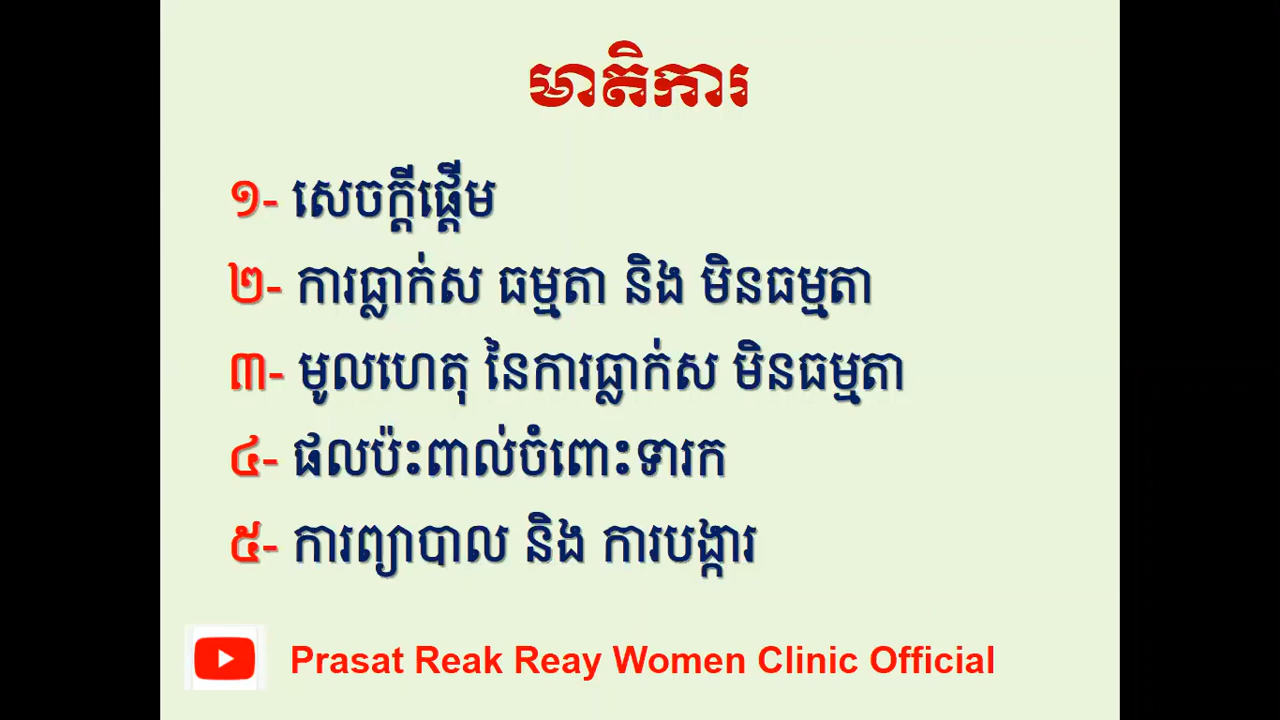 មាតិការ
១- សេចក្តីផ្តើម
២- ការធ្លាក់ស ធម្មតា និង មិនធម្មតា
៣- មូលហេតុ នៃការធ្លាក់ស មិនធម្មតា
៤- ផលប៉ះពាល់ចំពោះទារក
៥- ការព្យាបាល និង ការបង្ការ
Prasat Reak Reay Women Clinic Official